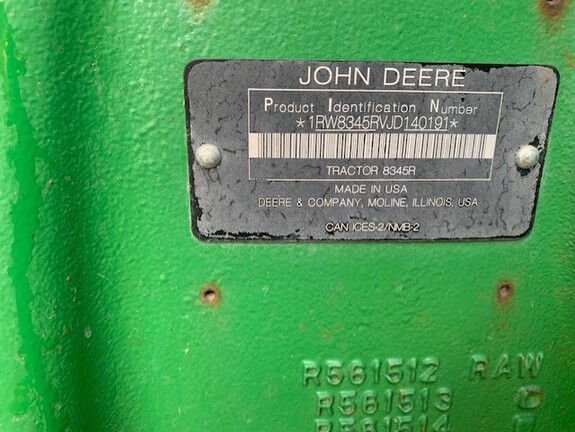 JOHN DEERE
Product Identification Number
*1RW8345RVJD140191*
TRACTOR 8345R
MADE IN USA
DEERE & COMPANY, MOLINE, ILLINOIS, USA
CAN ICES-2/NMB-2
R561512 RAW
R561513
R561514